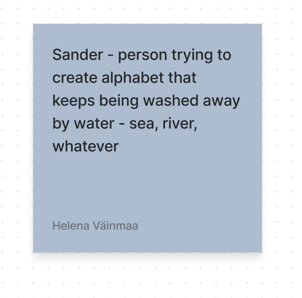 Sander - person trying to
create alphabet that
keeps being washed away
by water - sea, river,
whatever
Helena Väinmaa